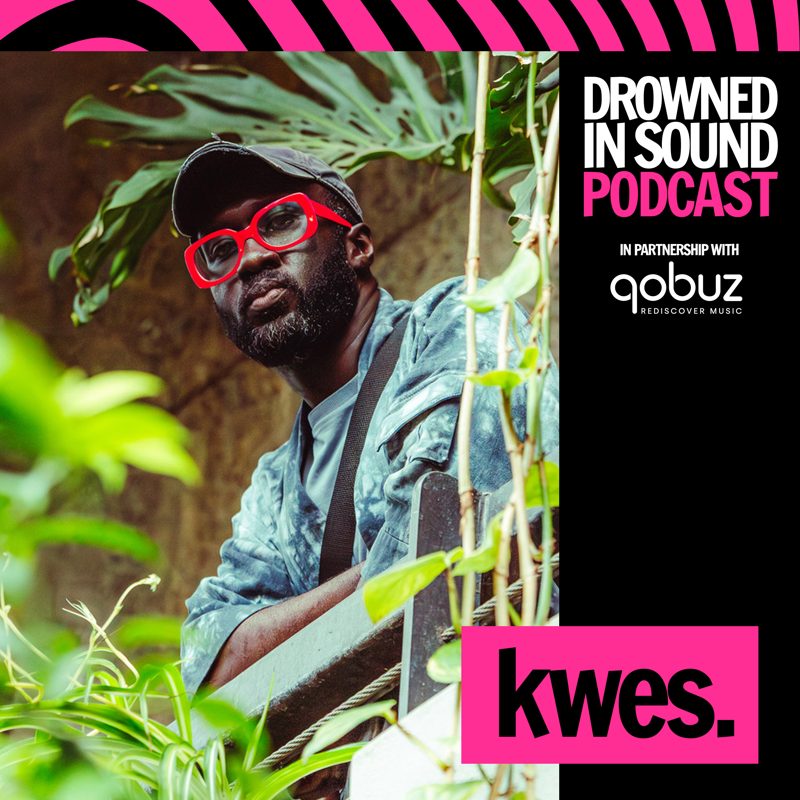 DROWNED
IN SOUND
PODCAST
IN PARTNERSHIP WITH
qobuz
REDISCOVER MUSIC
kwes.